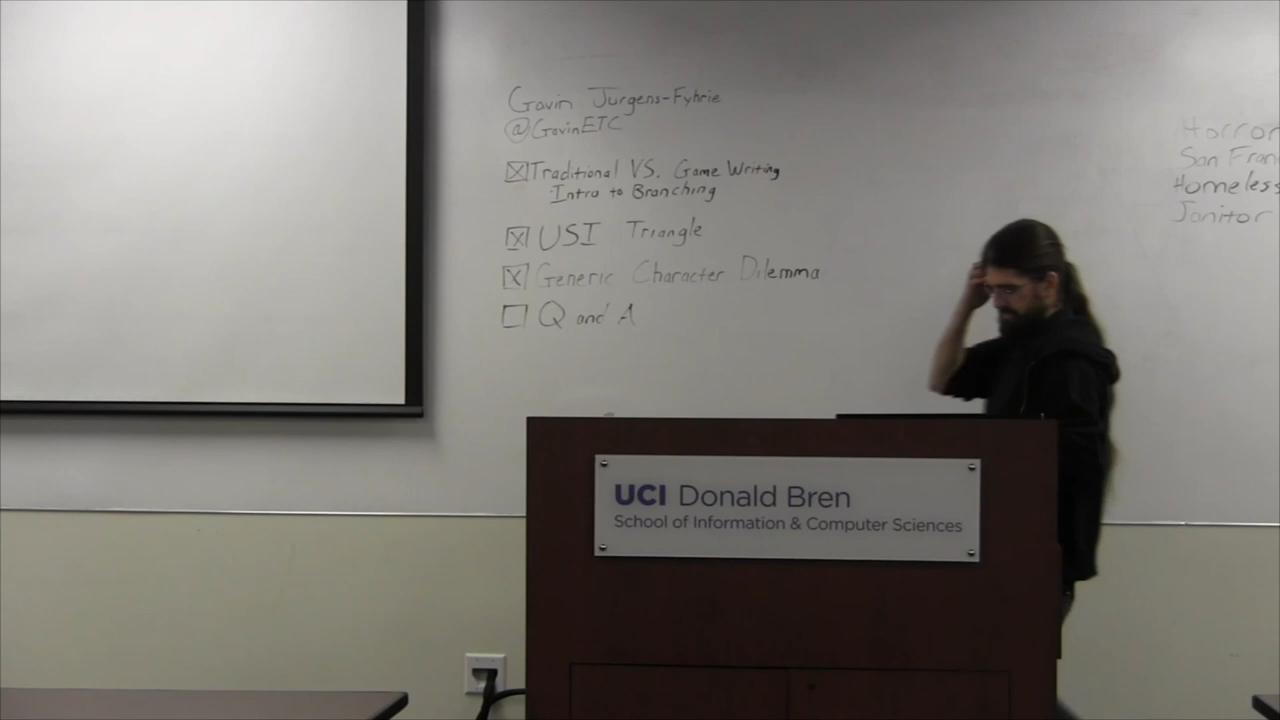 Gavin Jurgens-Fyhrie
@GavinETC
Traditional VS. Game Writing
Intro to Branching
USI Triangle
Generic Character Dilemma
Q and A
Horror
San Fran
Homeless
Janitor
UCI Donald Bren
School of Information & Computer Sciences